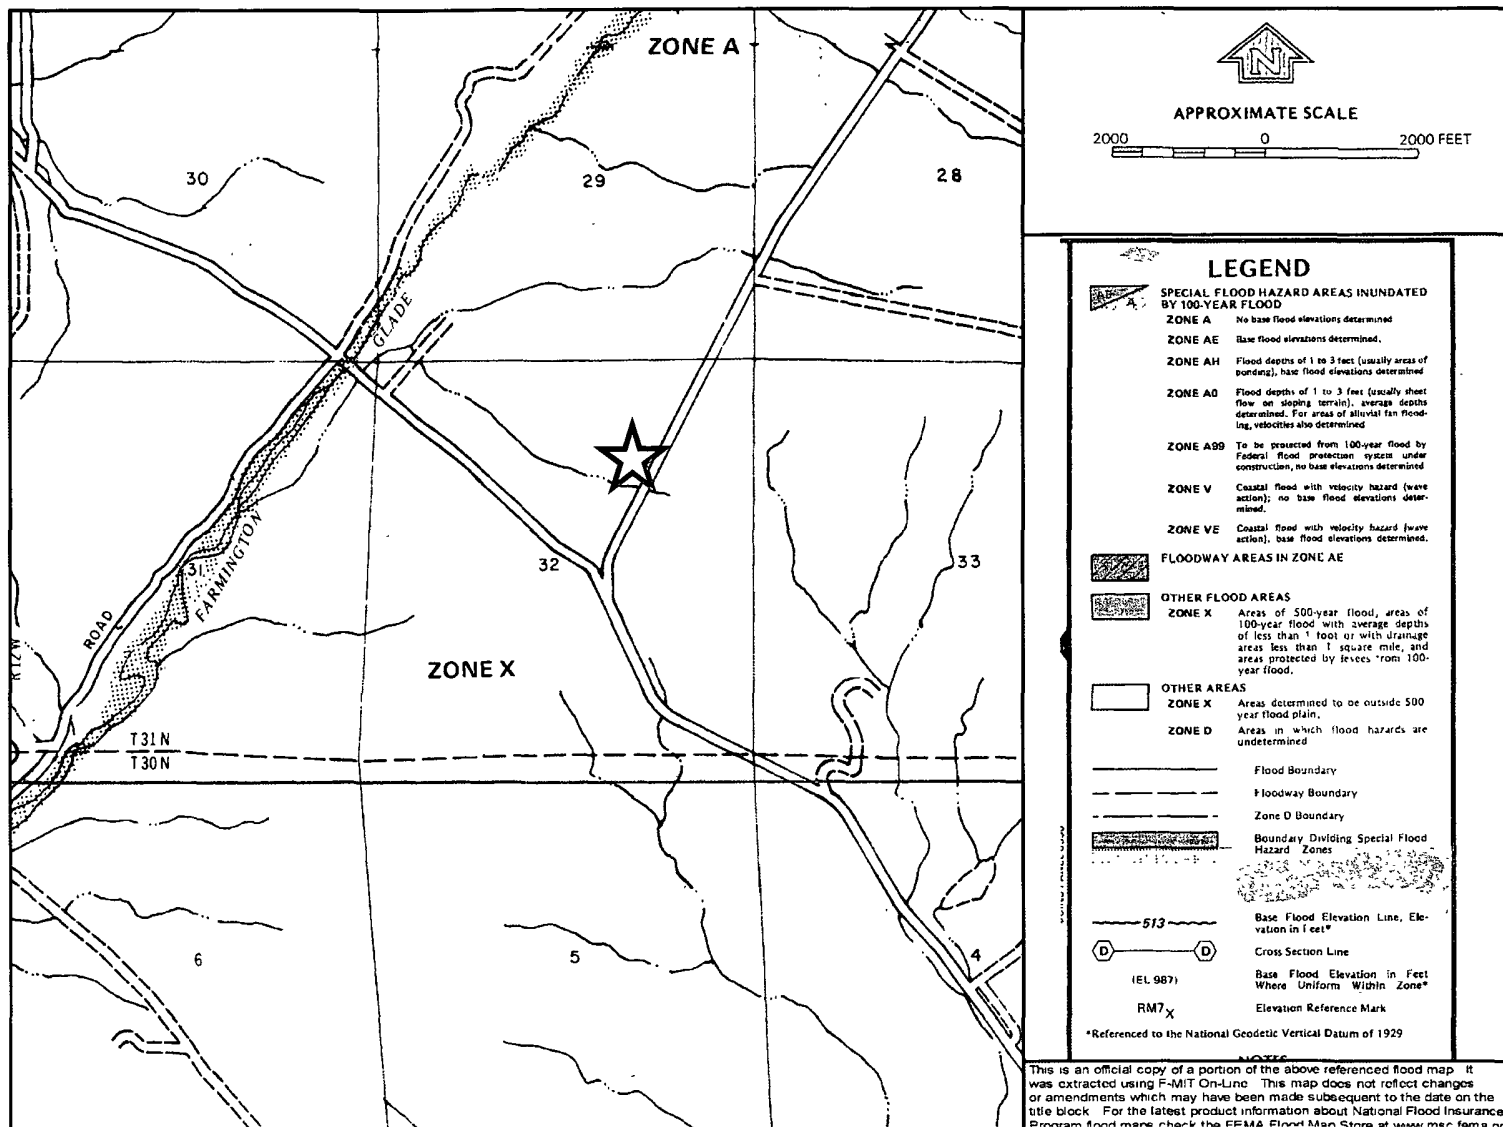 ZONE A
N
30
29
28
GLADE
32
33
31
FARMINGTON
ROAD
ZONE X
T31N
T30N
6
5
4
N
APPROXIMATE SCALE
2000 0 2000 FEET
LEGEND
A
SPECIAL FLOOD HAZARD AREAS INUNDATED
BY 100-YEAR FLOOD
ZONE A No base flood elevations determined
ZONE AE Base flood elevations determined.
ZONE AH Flood depths of 1 to 3 feet (usually areas of
ponding), base flood elevations determined
ZONE AO Flood depths of 1 to 3 feet (usually sheet
flow on sloping terrain), average depths
determined. For areas of alluvial fan flood-
ing, velocities also determined
ZONE A99 To be protected from 100-year flood by
Federal flood protection system under
construction, no base elevations determined
ZONE V Coastal flood with velocity hazard (wave
action); no base flood elevations deter-
mined.
ZONE VE Coastal flood with velocity hazard (wave
action), base flood elevations determined.
FLOODWAY AREAS IN ZONE AE
OTHER FLOOD AREAS
ZONE X Areas of 500-year flood, areas of
100-year flood with average depths
of less than 1 foot or with drainage
areas less than 1 square mile, and
areas protected by levees from 100-
year flood.
OTHER AREAS
ZONE X Areas determined to be outside 500
year flood plain.
ZONE D Areas in which flood hazards are
undetermined
Flood Boundary
Floodway Boundary
Zone D Boundary
Boundary Dividing Special Flood
Hazard Zones
513 Base Flood Elevation Line, Ele-
vation in Feet*
D D Cross Section Line
(EL 987) Base Flood Elevation in Feet
Where Uniform Within Zone*
RM7X Elevation Reference Mark
*Referenced to the National Geodetic Vertical Datum of 1929
NOTES
This is an official copy of a portion of the above referenced flood map It
was extracted using F-MIT On-Line This map does not reflect changes
or amendments which may have been made subsequent to the date on the
title block For the latest product information about National Flood Insurance
Program flood maps check the FEMA Flood Map Store at www.msc.fema.go